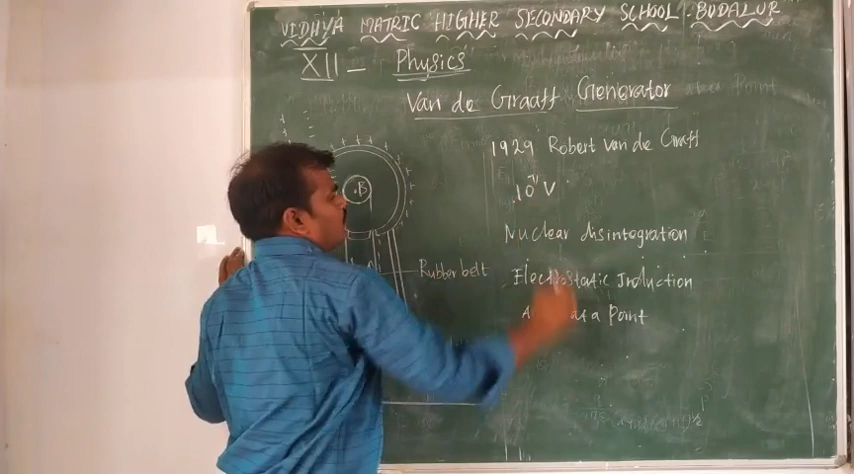 VIDHYA MATRIC HIGHER SECONDARY SCHOOL, BUDALUR
XII - Physics
Van de Graaff Generator
1929 Robert van de Graff
10⁷ V
B
Nuclear disintegration
Rubber belt
Electrostatic Induction
at a Point